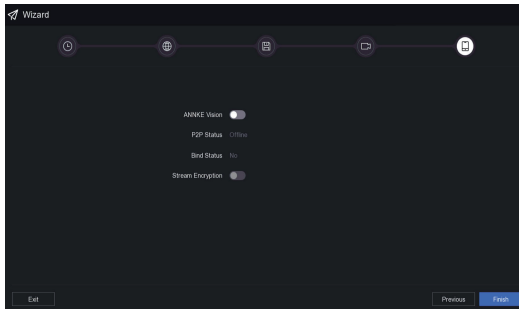 Wizard
ANNKE Vision
P2P Status Offline
Bind Status No
Stream Encryption
Exit Previous Finish